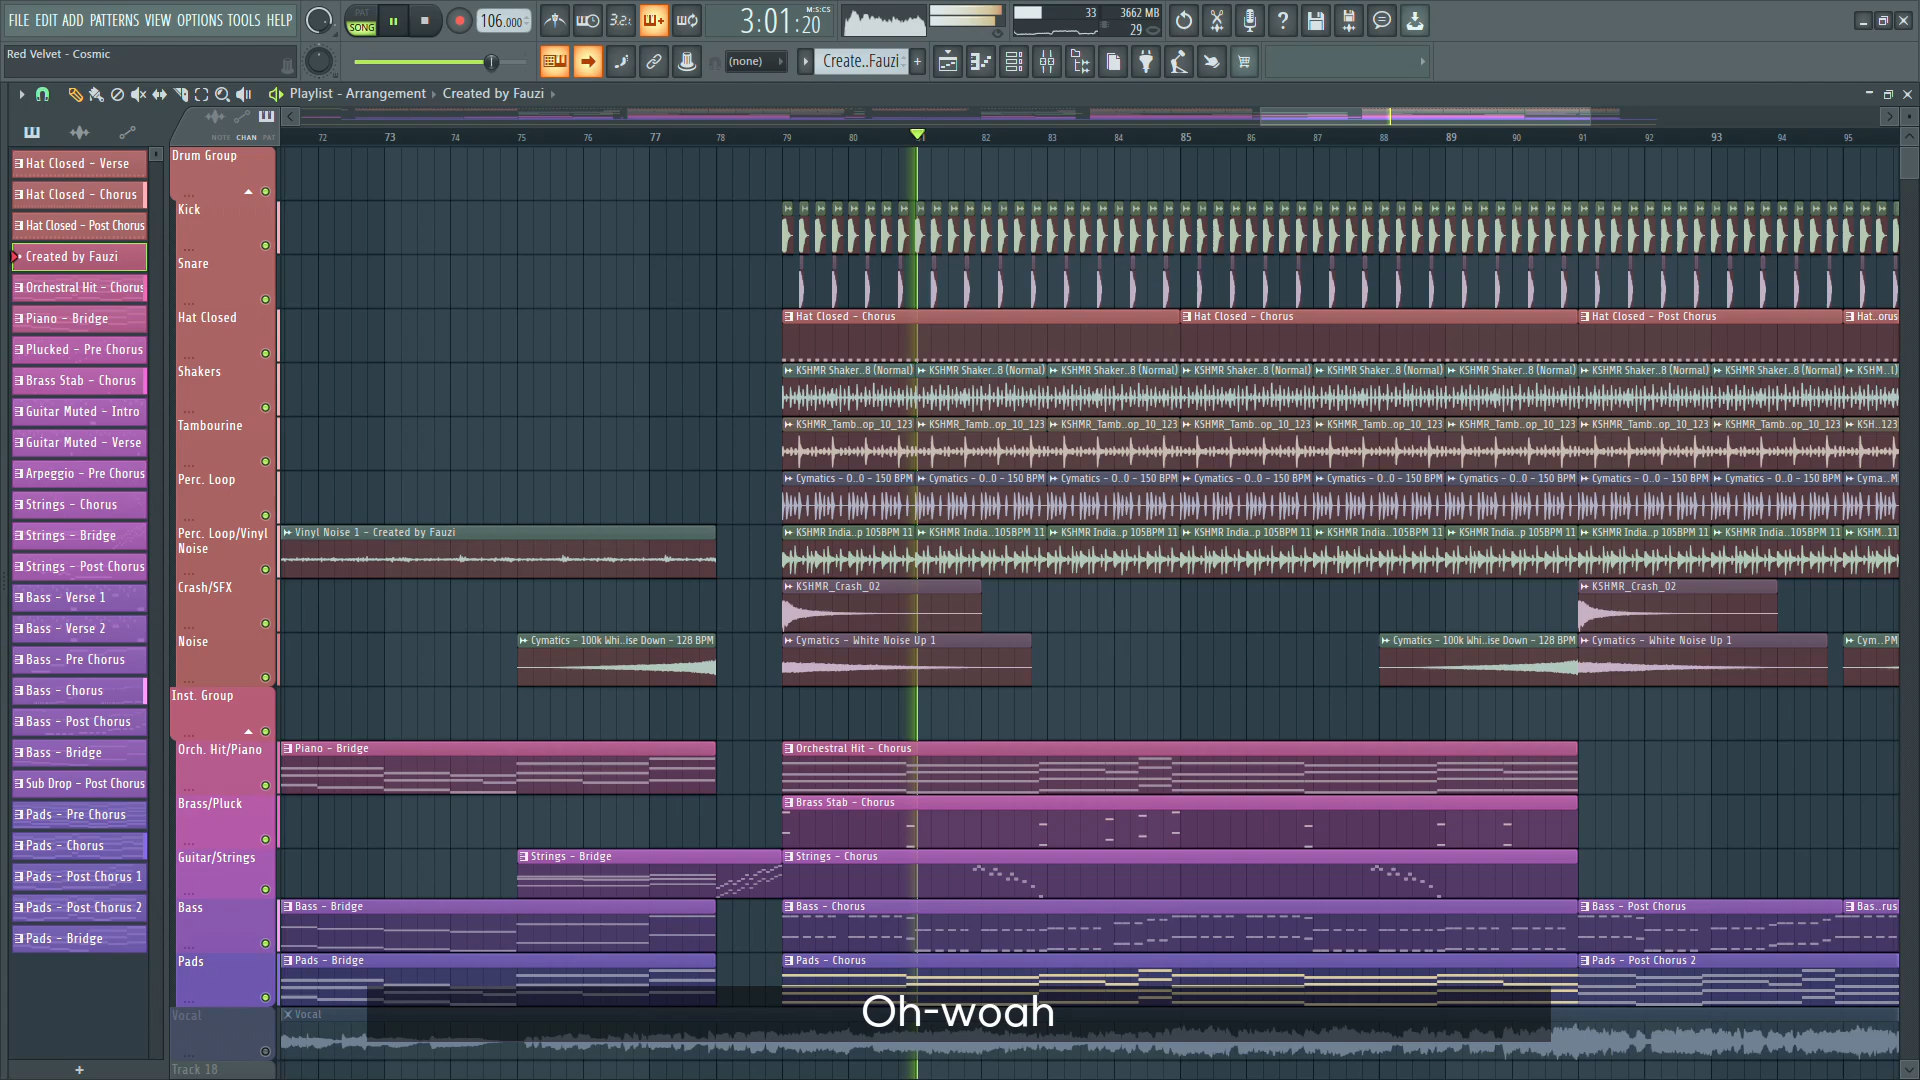 FILE EDIT ADD PATTERNS VIEW OPTIONS TOOLS HELP
PAT
SONG
106.000
3.2
3:01:20
M:S:CS
33
3662 MB
29
Red Velvet - Cosmic
(none)
Create..Fauzi
Playlist - Arrangement › Created by Fauzi ›
NOTE CHAN PAT
72 73 74 75 76 77 78 79 80 82 83 84 85 86 87 88 89 90 91 92 93 94 95
Hat Closed - Verse
Hat Closed - Chorus
Hat Closed - Post Chorus
Created by Fauzi
Orchestral Hit - Chorus
Piano - Bridge
Plucked - Pre Chorus
Brass Stab - Chorus
Guitar Muted - Intro
Guitar Muted - Verse
Arpeggio - Pre Chorus
Strings - Chorus
Strings - Bridge
Strings - Post Chorus
Bass - Verse 1
Bass - Verse 2
Bass - Pre Chorus
Bass - Chorus
Bass - Post Chorus
Bass - Bridge
Sub Drop - Post Chorus
Pads - Pre Chorus
Pads - Chorus
Pads - Post Chorus 1
Pads - Post Chorus 2
Pads - Bridge
Drum Group
Kick
Snare
Hat Closed
Hat Closed - Chorus
Hat Closed - Chorus
Hat Closed - Post Chorus
Hat..orus
Shakers
KSHMR Shaker..8 (Normal) KSHMR Shaker..8 (Normal) KSHMR Shaker..8 (Normal) KSHMR Shaker..8 (Normal) KSHMR Shaker..8 (Normal) KSHMR Shaker..8 (Normal) KSHMR Shaker..8 (Normal) KSHMR Shaker..8 (Normal) KSHM..l)
Tambourine
KSHMR_Tamb..op_10_123 KSHMR_Tamb..op_10_123 KSHMR_Tamb..op_10_123 KSHMR_Tamb..op_10_123 KSHMR_Tamb..op_10_123 KSHMR_Tamb..op_10_123 KSHMR_Tamb..op_10_123 KSHMR_Tamb..op_10_123 KSH..123
Perc. Loop
Cymatics - O..0 - 150 BPM Cymatics - O..0 - 150 BPM Cymatics - O..0 - 150 BPM Cymatics - O..0 - 150 BPM Cymatics - O..0 - 150 BPM Cymatics - O..0 - 150 BPM Cymatics - O..0 - 150 BPM Cymatics - O..0 - 150 BPM Cyma..M
Perc. Loop/Vinyl
Noise
Vinyl Noise 1 - Created by Fauzi
KSHMR India..p 105BPM 11 KSHMR India..p 105BPM 11 KSHMR India..p 105BPM 11 KSHMR India..p 105BPM 11 KSHMR India..p 105BPM 11 KSHMR India..p 105BPM 11 KSHMR India..p 105BPM 11 KSHMR India..p 105BPM 11 KSHM..11
Crash/SFX
KSHMR_Crash_02
KSHMR_Crash_02
Noise
Cymatics - 100k Whi..ise Down - 128 BPM
Cymatics - White Noise Up 1
Cymatics - 100k Whi..ise Down - 128 BPM
Cymatics - White Noise Up 1
Cym..PM
Inst. Group
Orch. Hit/Piano
Piano - Bridge
Orchestral Hit - Chorus
Brass/Pluck
Brass Stab - Chorus
Guitar/Strings
Strings - Bridge
Strings - Chorus
Bass
Bass - Bridge
Bass - Chorus
Bass - Post Chorus
Bas..rus
Pads
Pads - Bridge
Pads - Chorus
Pads - Post Chorus 2
Vocal
Vocal
Oh-woah
Track 18